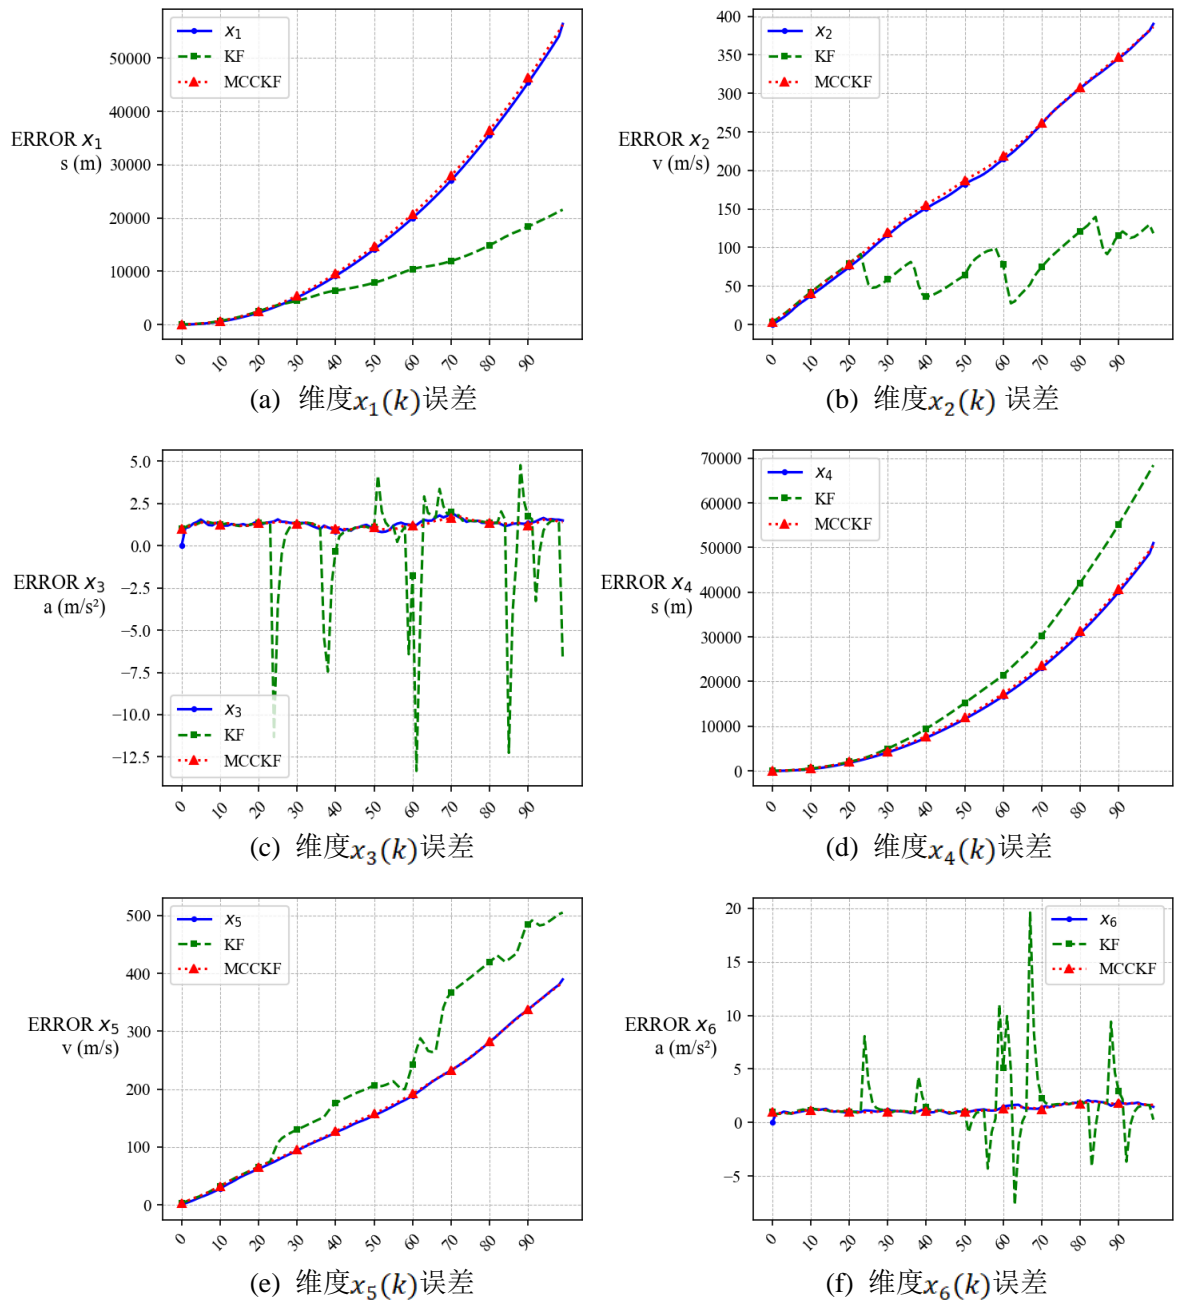 x₁
KF
MCCKF
50000
40000
30000
20000
10000
0
ERROR x₁
s (m)
0 10 20 30 40 50 60 70 80 90
(a) 维度x₁(k)误差
x₂
KF
MCCKF
400
350
300
250
200
150
100
50
0
ERROR x₂
v (m/s)
0 10 20 30 40 50 60 70 80 90
(b) 维度x₂(k) 误差
5.0
2.5
0.0
−2.5
−5.0
−7.5
−10.0
−12.5
ERROR x₃
a (m/s²)
x₃
KF
MCCKF
0 10 20 30 40 50 60 70 80 90
(c) 维度x₃(k)误差
x₄
KF
MCCKF
70000
60000
50000
40000
30000
20000
10000
0
ERROR x₄
s (m)
0 10 20 30 40 50 60 70 80 90
(d) 维度x₄(k)误差
x₅
KF
MCCKF
500
400
300
200
100
0
ERROR x₅
v (m/s)
0 10 20 30 40 50 60 70 80 90
(e) 维度x₅(k)误差
x₆
KF
MCCKF
20
15
10
5
0
−5
ERROR x₆
a (m/s²)
0 10 20 30 40 50 60 70 80 90
(f) 维度x₆(k)误差